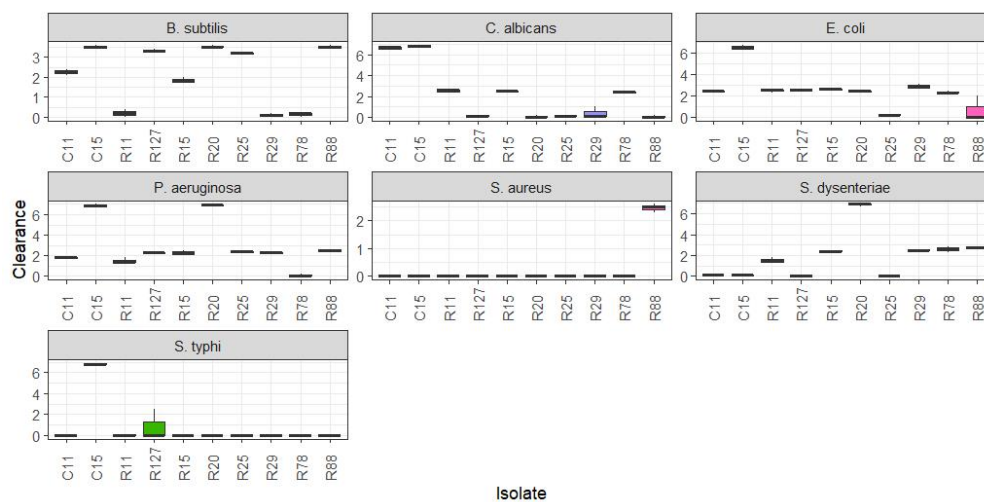 B. subtilis
C. albicans
E. coli
3
2
1
0
6
4
2
0
6
4
2
0
C11 C15 R11 R127 R15 R20 R25 R29 R78 R88
C11 C15 R11 R127 R15 R20 R25 R29 R78 R88
C11 C15 R11 R127 R15 R20 R25 R29 R78 R88
P. aeruginosa
S. aureus
S. dysenteriae
6
4
2
0
2
1
0
6
4
2
0
C11 C15 R11 R127 R15 R20 R25 R29 R78 R88
C11 C15 R11 R127 R15 R20 R25 R29 R78 R88
C11 C15 R11 R127 R15 R20 R25 R29 R78 R88
Clearance
S. typhi
6
4
2
0
C11 C15 R11 R127 R15 R20 R25 R29 R78 R88
Isolate